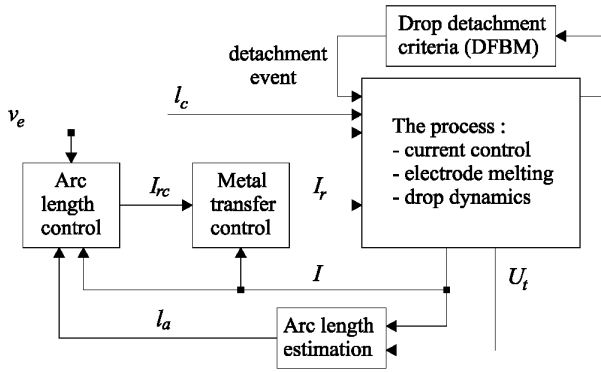 Drop detachment
criteria (DFBM)
detachment
event
l_c
v_e
The process :
- current control
- electrode melting
- drop dynamics
Arc
length
control
I_rc
Metal
transfer
control
I_r
I
U_t
l_a
Arc length
estimation